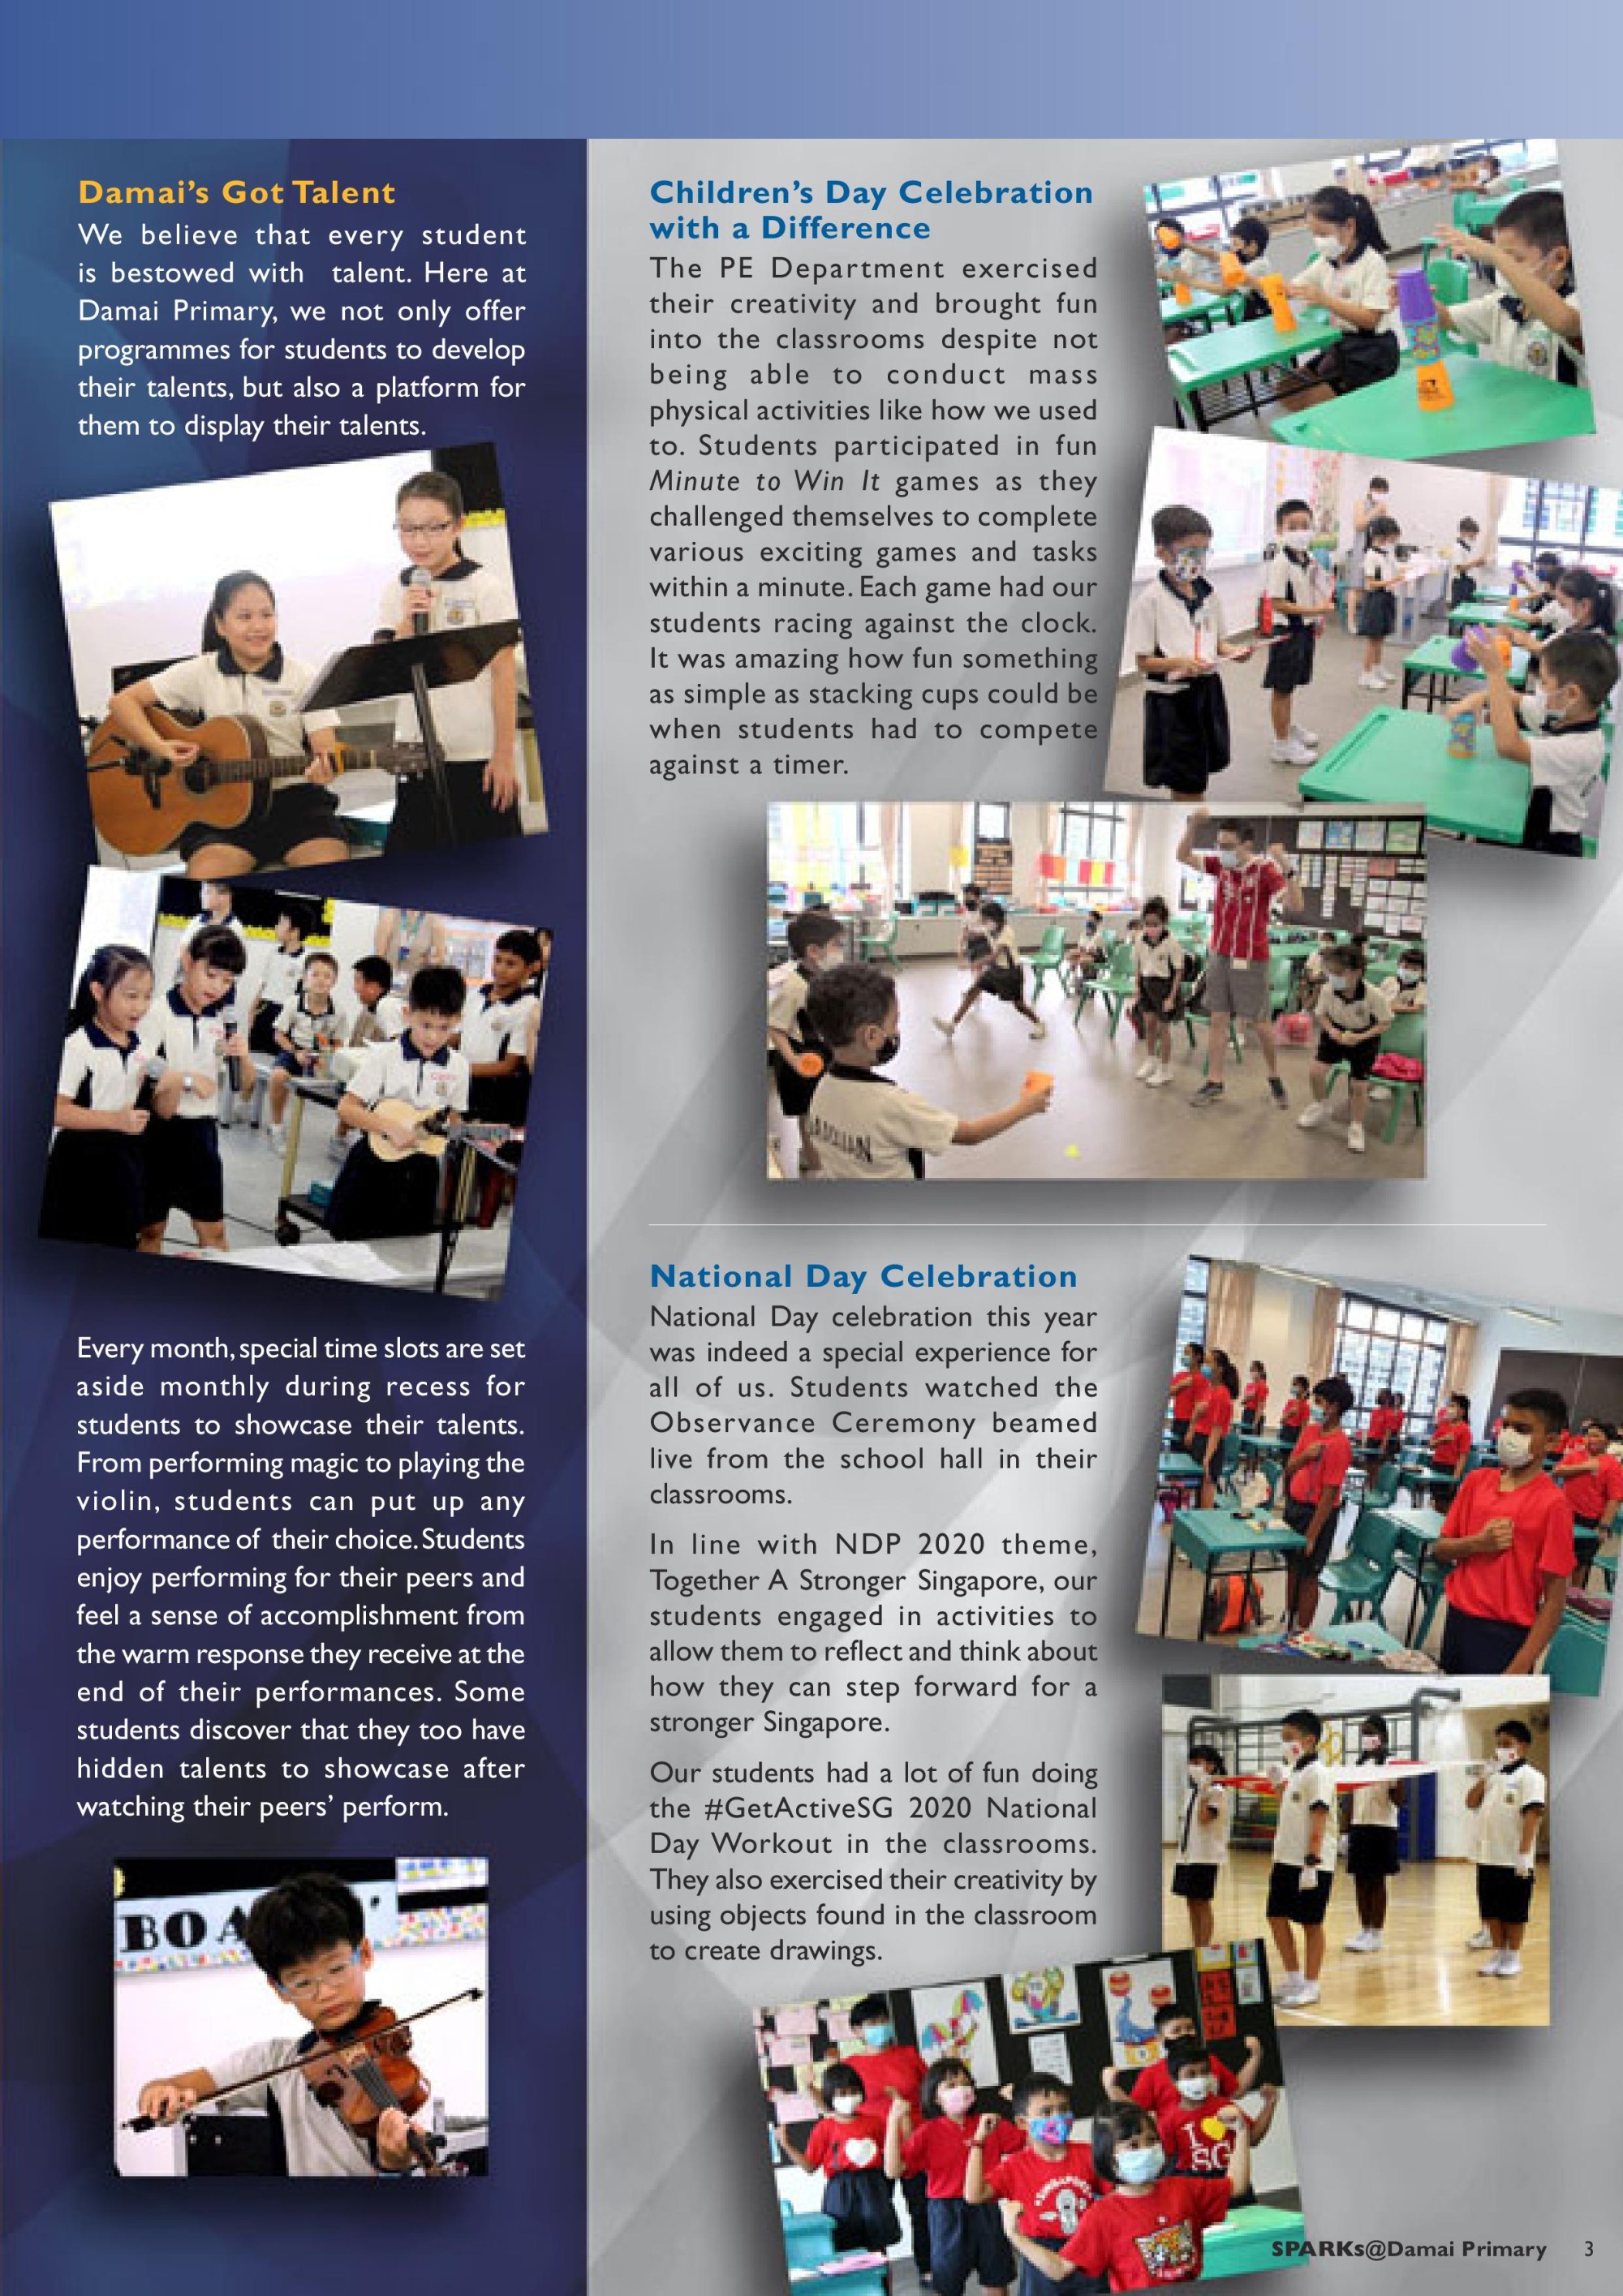 Damai's Got Talent
We believe that every student
is bestowed with talent. Here at
Damai Primary, we not only offer
programmes for students to develop
their talents, but also a platform for
them to display their talents.
Every month, special time slots are set
aside monthly during recess for
students to showcase their talents.
From performing magic to playing the
violin, students can put up any
performance of their choice. Students
enjoy performing for their peers and
feel a sense of accomplishment from
the warm response they receive at the
end of their performances. Some
students discover that they too have
hidden talents to showcase after
watching their peers' perform.
BOA
Children's Day Celebration
with a Difference
The PE Department exercised
their creativity and brought fun
into the classrooms despite not
being able to conduct mass
physical activities like how we used
to. Students participated in fun
Minute to Win It games as they
challenged themselves to complete
various exciting games and tasks
within a minute. Each game had our
students racing against the clock.
It was amazing how fun something
as simple as stacking cups could be
when students had to compete
against a timer.
National Day Celebration
National Day celebration this year
was indeed a special experience for
all of us. Students watched the
Observance Ceremony beamed
live from the school hall in their
classrooms.
In line with NDP 2020 theme,
Together A Stronger Singapore, our
students engaged in activities to
allow them to reflect and think about
how they can step forward for a
stronger Singapore.
Our students had a lot of fun doing
the #GetActiveSG 2020 National
Day Workout in the classrooms.
They also exercised their creativity by
using objects found in the classroom
to create drawings.
I
SG
SPARKs@Damai Primary 3